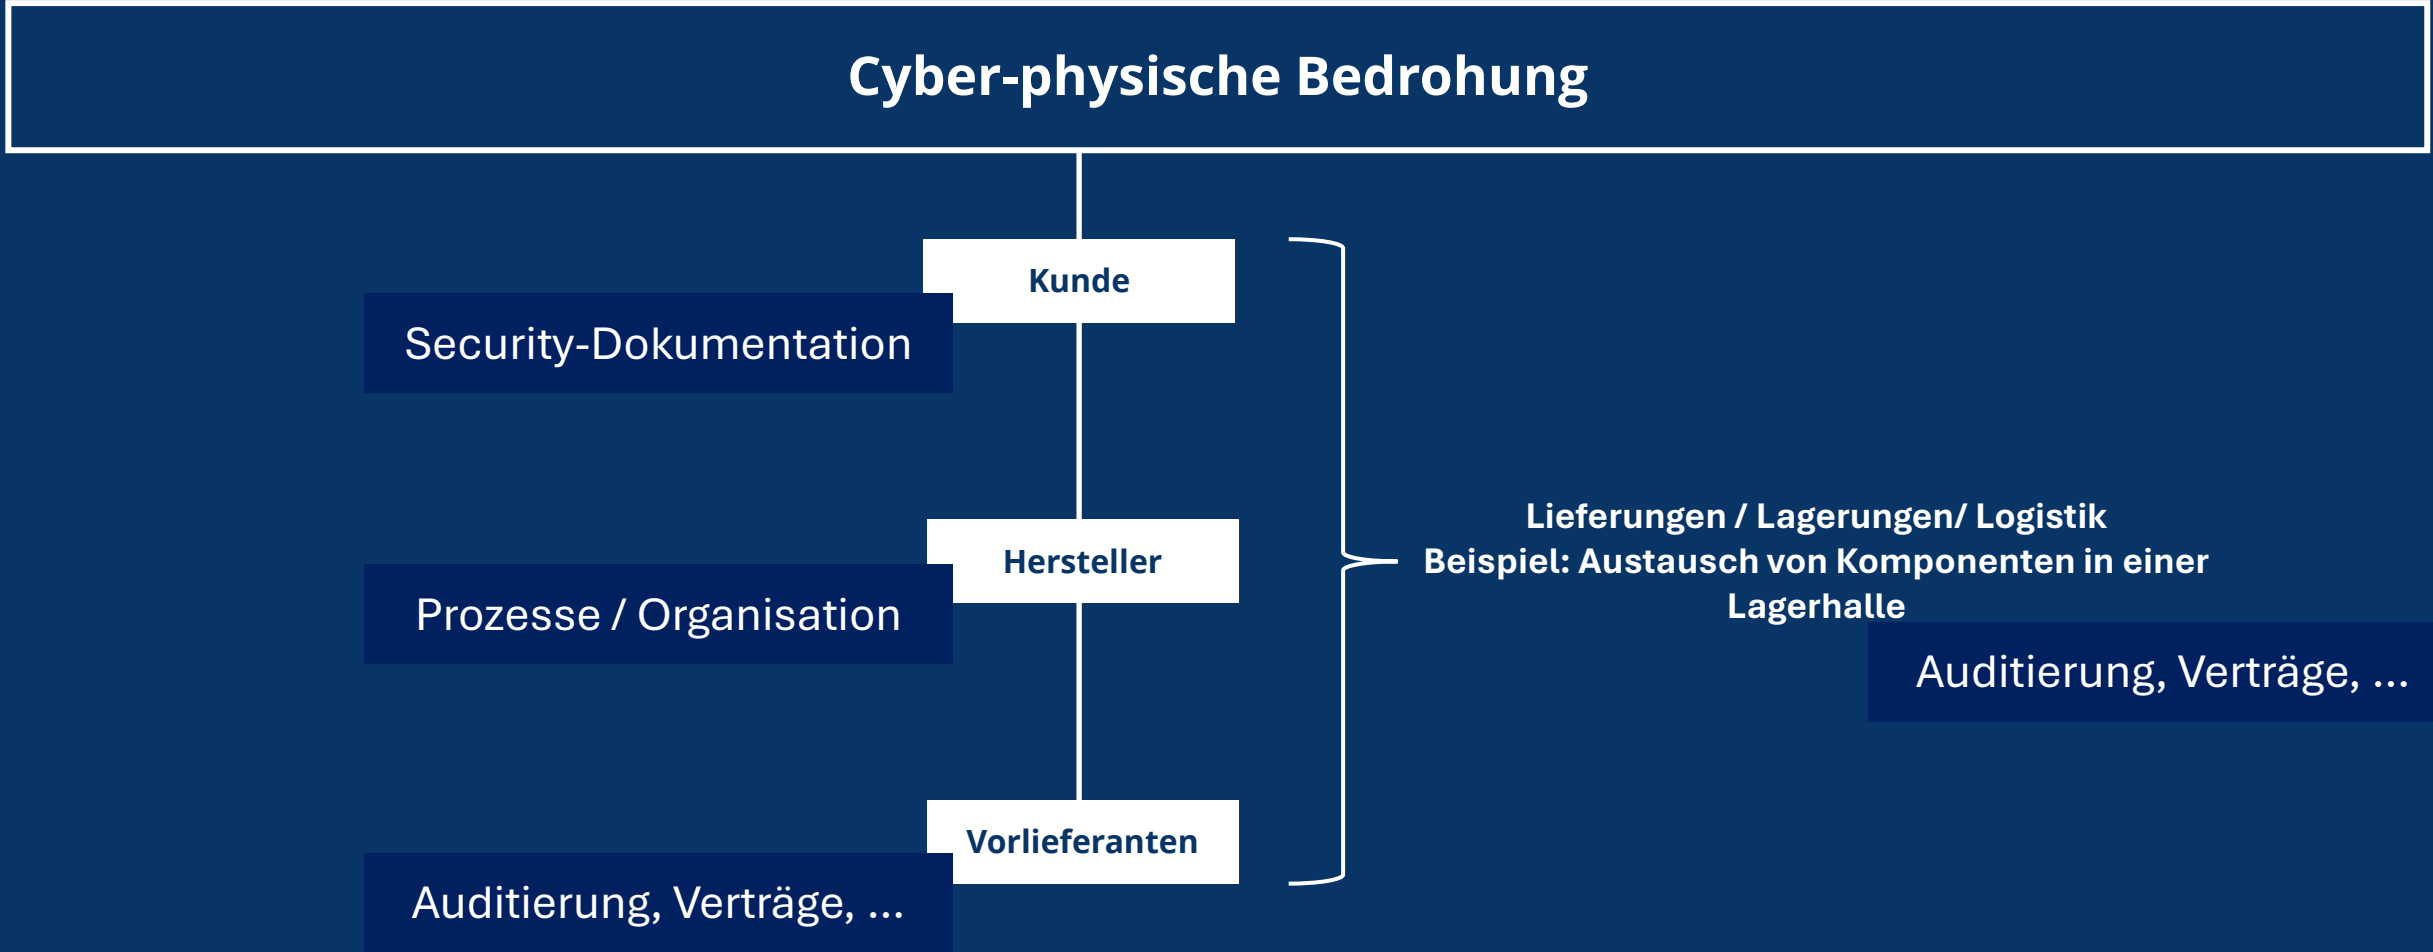 Cyber-physische Bedrohung
Kunde
Security-Dokumentation
Hersteller
Prozesse / Organisation
Vorlieferanten
Auditierung, Verträge, ...
Lieferungen / Lagerungen/ Logistik
Beispiel: Austausch von Komponenten in einer
Lagerhalle
Auditierung, Verträge, ...